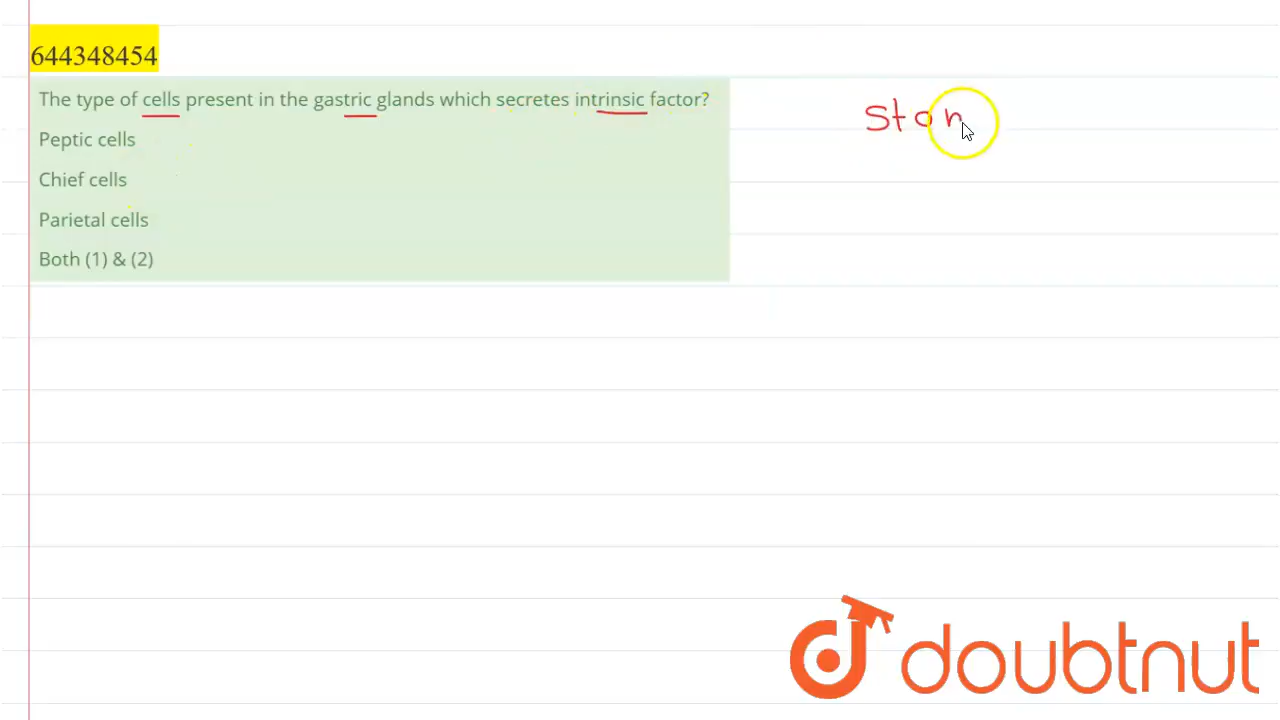 644348454
The type of cells present in the gastric glands which secretes intrinsic factor?
Stom
Peptic cells
Chief cells
Parietal cells
Both (1) & (2)
doubtnut